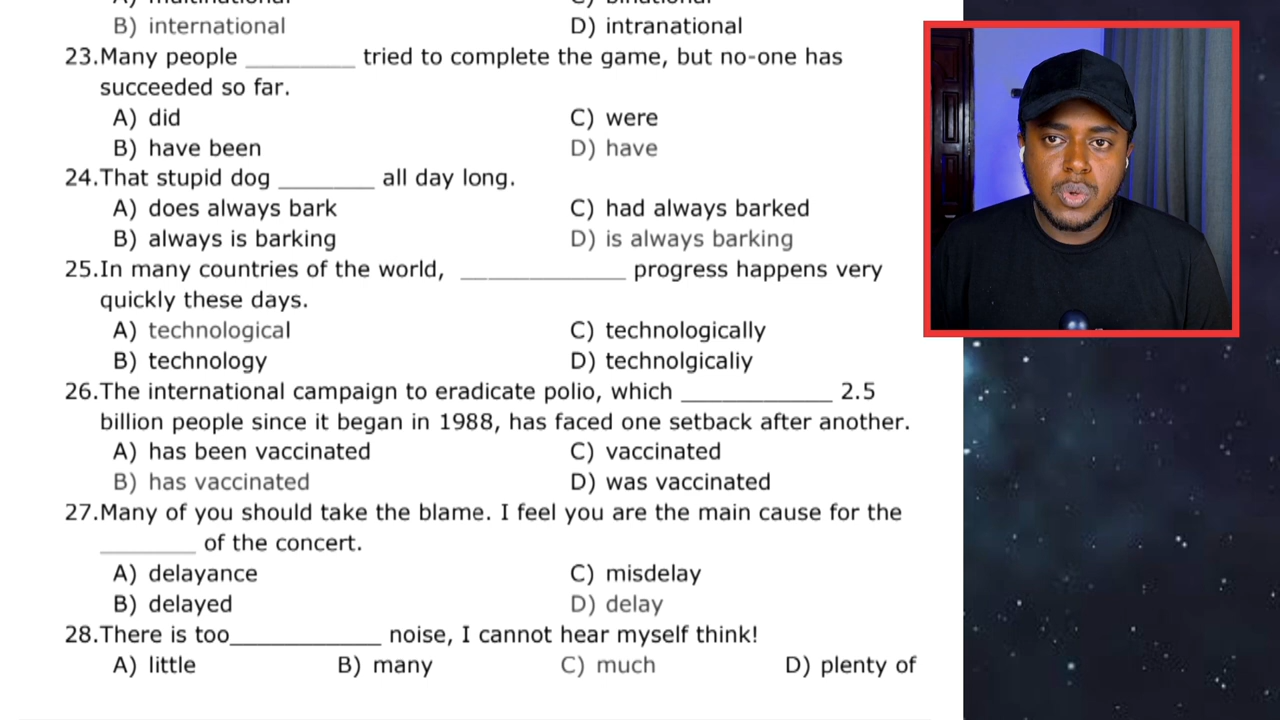 B) international D) intranational
23.Many people _________ tried to complete the game, but no-one has
succeeded so far.
A) did C) were
B) have been D) have
24.That stupid dog ________ all day long.
A) does always bark C) had always barked
B) always is barking D) is always barking
25.In many countries of the world, ____________ progress happens very
quickly these days.
A) technological C) technologically
B) technology D) technolgicaliy
26.The international campaign to eradicate polio, which ___________ 2.5
billion people since it began in 1988, has faced one setback after another.
A) has been vaccinated C) vaccinated
B) has vaccinated D) was vaccinated
27.Many of you should take the blame. I feel you are the main cause for the
________ of the concert.
A) delayance C) misdelay
B) delayed D) delay
28.There is too___________ noise, I cannot hear myself think!
A) little B) many C) much D) plenty of